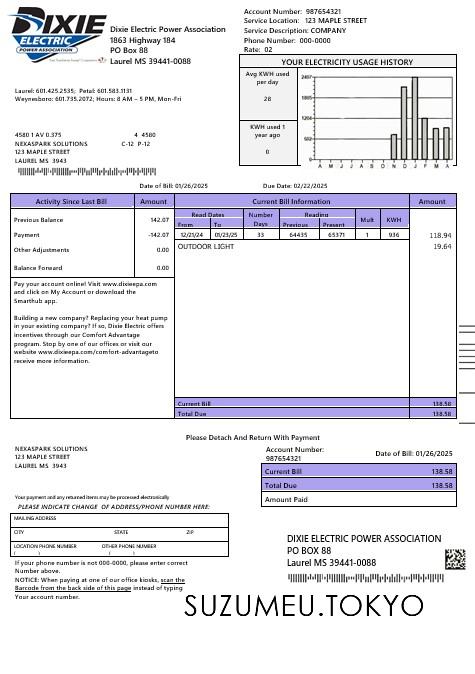 DIXIE
ELECTRIC
POWER ASSOCIATION
Dixie Electric Power Association
1863 Highway 184
PO Box 88
Laurel MS 39441-0088
Account Number: 987654321
Service Location: 123 MAPLE STREET
Service Description: COMPANY
Phone Number: 000-0000
Rate: 02
Laurel: 601.425.2535; Petal: 601.583.1131
Waynesboro: 601.735.2072; Hours: 8 AM – 5 PM, Mon-Fri
YOUR ELECTRICITY USAGE HISTORY
Avg KWH used
per day
28
KWH used 1
year ago
0
2407
1805
1204
602
0
A M J J A S O N D J F M A
4580 1 AV 0.375 4 4580
NEXASPARK SOLUTIONS C-12 P-12
123 MAPLE STREET
LAUREL MS 3943
Date of Bill: 01/26/2025 Due Date: 02/22/2025
Activity Since Last Bill Amount
Previous Balance 142.07
Payment -142.07
Other Adjustments 0.00
Balance Forward 0.00
Current Bill Information Amount
Read Dates Number Reading Mult KWH
From To Days Previous Present
12/21/24 01/23/25 33 64435 65371 1 936 118.94
OUTDOOR LIGHT 19.64
Pay your account online! Visit www.dixieepa.com
and click on My Account or download the
Smarthub app.
Building a new company? Replacing your heat pump
in your existing company? If so, Dixie Electric offers
incentives through our Comfort Advantage
program. Stop by one of our offices or visit our
website www.dixieepa.com/comfort-advantageto
receive more information.
Current Bill 138.58
Total Due 138.58
Please Detach And Return With Payment
NEXASPARK SOLUTIONS
123 MAPLE STREET
LAUREL MS 3943
Account Number:
987654321
Date of Bill: 01/26/2025
Current Bill 138.58
Total Due 138.58
Amount Paid
Your payment and any returned items may be processed electronically
PLEASE INDICATE CHANGE OF ADDRESS/PHONE NUMBER HERE:
MAILING ADDRESS
CITY STATE ZIP
LOCATION PHONE NUMBER OTHER PHONE NUMBER
( ) ( )
If your phone number is not 000-0000, please enter correct
Number above.
NOTICE: When paying at one of our office kiosks, scan the
Barcode from the back side of this page instead of typing
Your account number.
DIXIE ELECTRIC POWER ASSOCIATION
PO BOX 88
Laurel MS 39441-0088
SUZUMEU.TOKYO